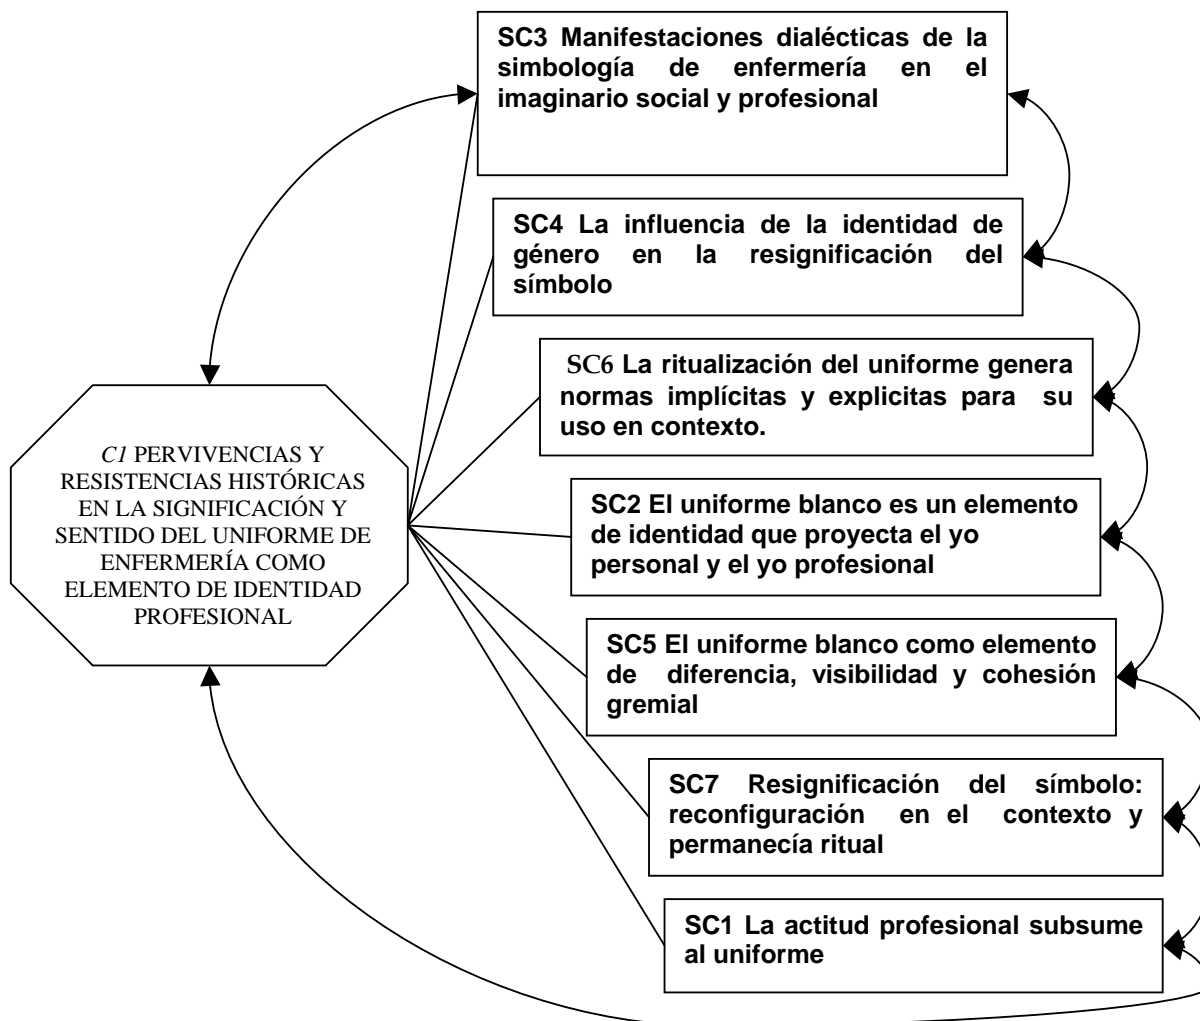 SC3 Manifestaciones dialécticas de la
simbología de enfermería en el
imaginario social y profesional
SC4 La influencia de la identidad de
género en la resignificación del
símbolo
SC6 La ritualización del uniforme genera
normas implícitas y explicitas para su
uso en contexto.
C1 PERVIVENCIAS Y
RESISTENCIAS HISTÓRICAS
EN LA SIGNIFICACIÓN Y
SENTIDO DEL UNIFORME DE
ENFERMERÍA COMO
ELEMENTO DE IDENTIDAD
PROFESIONAL
SC2 El uniforme blanco es un elemento
de identidad que proyecta el yo
personal y el yo profesional
SC5 El uniforme blanco como elemento
de diferencia, visibilidad y cohesión
gremial
SC7 Resignificación del símbolo:
reconfiguración en el contexto y
permanecía ritual
SC1 La actitud profesional subsume
al uniforme